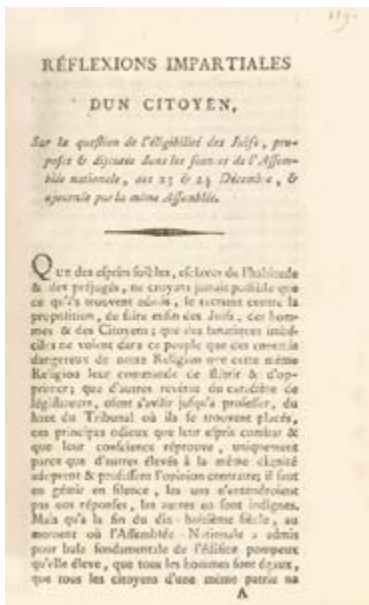 RÉFLEXIONS IMPARTIALES
DUN CITOYEN,
Sur la question de l'éligibilité des Juifs, pro-
posée & discutée dans les séances de l'Assem-
blée nationale, des 23 & 24 Décembre, &
ajournée par la même Assemblée.
QUE des esprits foibles, esclaves de l'habitude
& des préjugés, ne croyant jamais possible que
ce qu'ils trouvent admis, se récrient contre la
proposition, de faire enfin des Juifs, des hom-
mes & des Citoyens; que des fanatiques imbé-
cilles ne voient dans ce peuple que des ennemis
dangereux de notre Religion que cette même
Religion leur commande de flétrir & d'op-
primer; que d'autres revêtus du caractère de
législateurs, osent s'avilir jusqu'à professer, du
haut du Tribunal où ils se trouvent placés,
ces principes odieux que leur esprit combat &
que leur conscience réprouve, uniquement
parce que d'autres élevés à la même dignité
adoptent & professent l'opinion contraire; il faut
en gémir en silence, les uns n'entendroient
pas nos réponses, les autres en sont indignes.
Mais qu'à la fin du dix-huitième siècle, au
moment où l'Assemblée Nationale a admis
pour base fondamentale de l'édifice pompeux
qu'elle élève, que tous les hommes sont égaux,
que tous les citoyens d'une même patrie ne
A